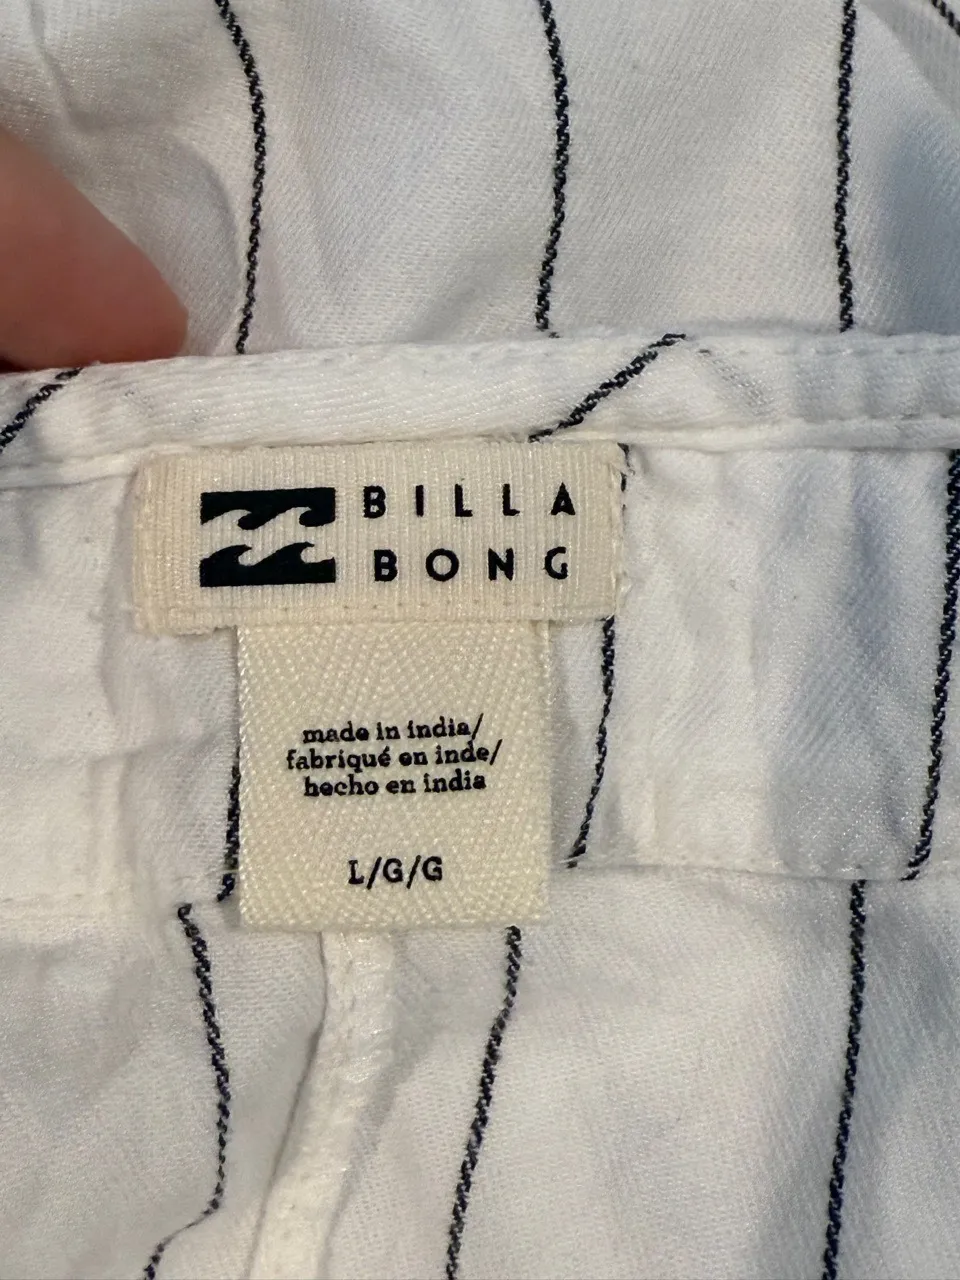 BILLA
BONG
made in india/
fabriqué en inde/
hecho en india
L/G/G